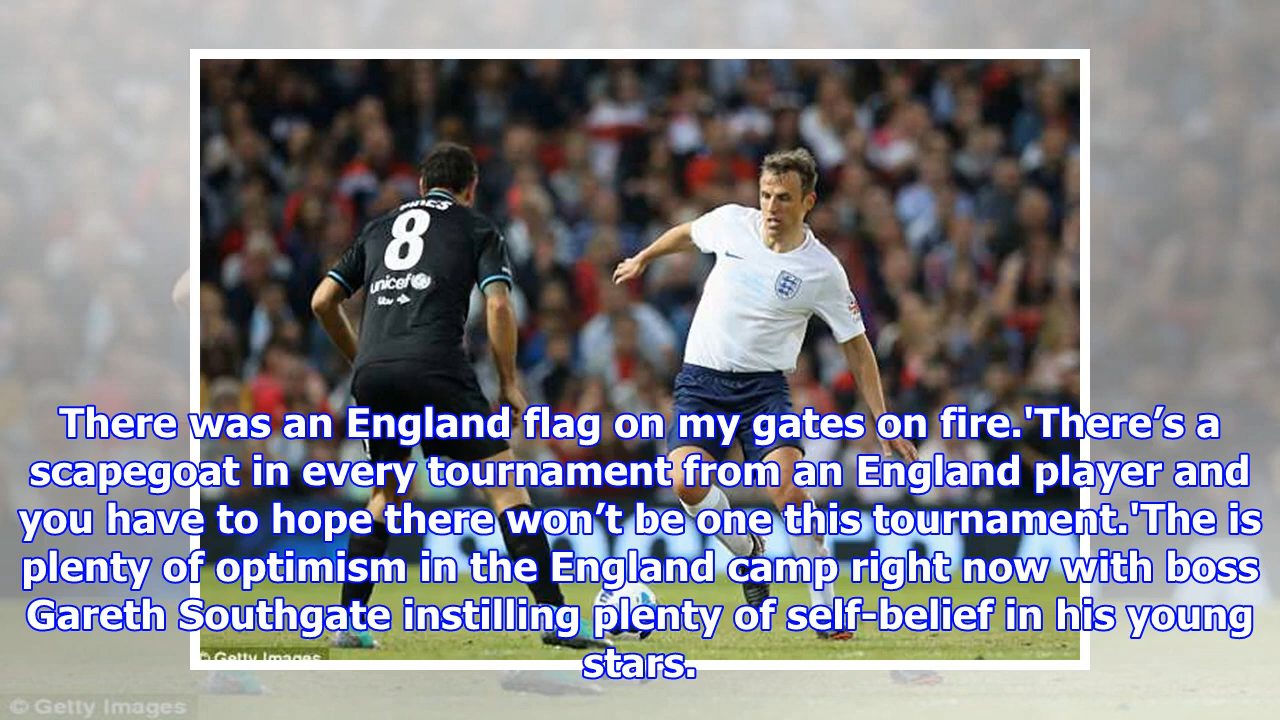 8
unicef
itv
There was an England flag on my gates on fire.'There’s a
scapegoat in every tournament from an England player and
you have to hope there won’t be one this tournament.'The is
plenty of optimism in the England camp right now with boss
Gareth Southgate instilling plenty of self-belief in his young
stars.
© Getty Images
© Getty Images